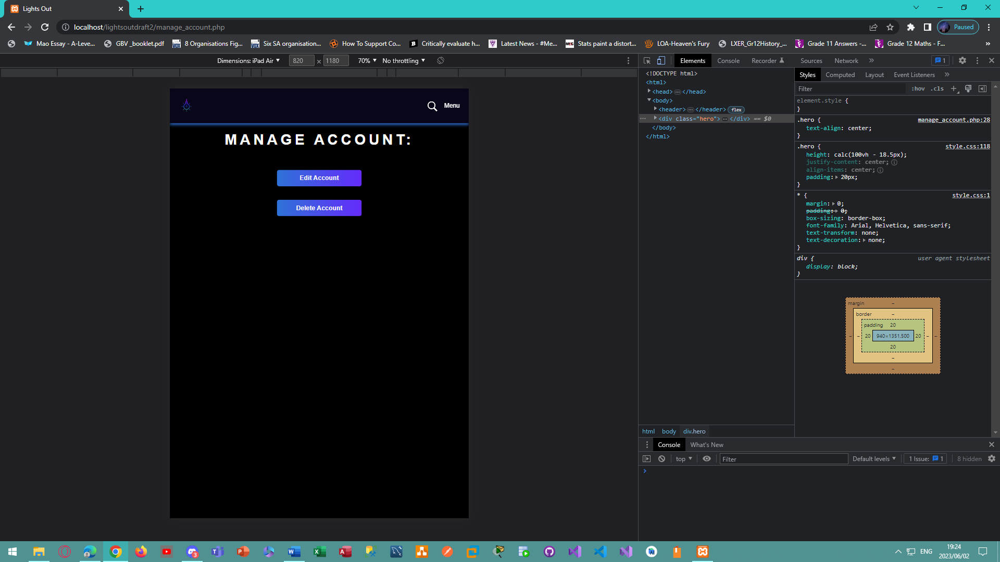 Lights Out
localhost/lightsoutdraft2/manage_account.php
Paused
Mao Essay - A-Leve...
GBV _booklet.pdf
8 Organisations Fig...
Six SA organisation...
How To Support Co...
Critically evaluate h...
Latest News - #Me...
Stats paint a distort...
LOA-Heaven's Fury
LXER_Gr12History_...
Grade 11 Answers -...
Grade 12 Maths - F...
»
Dimensions: iPad Air
820 × 1180
70%
No throttling
Elements
Console
Recorder
Sources
Network
»
1
Menu
MANAGE ACCOUNT:
Edit Account
Delete Account
<!DOCTYPE html>
<html>
<head> … </head>
<body>
<header> … </header> flex
… <div class="hero"> … </div> == $0
</body>
</html>
html body div.hero
Styles
Computed
Layout
Event Listeners
»
Filter
:hov .cls +
element.style {
}
.hero { manage_account.php:28
text-align: center;
}
.hero { style.css:118
height: calc(100vh - 18.5px);
justify-content: center;
align-items: center;
padding: 20px;
}
* { style.css:1
margin: 0;
padding: 0;
box-sizing: border-box;
font-family: Arial, Helvetica, sans-serif;
text-transform: none;
text-decoration: none;
}
div { user agent stylesheet
display: block;
}
margin –
border –
padding 20
– – 20 940×1351.500 20 – –
20
–
–
Console
What's New
top
Filter
Default levels
1 Issue: 1
8 hidden
3
ENG
19:24
2023/06/02